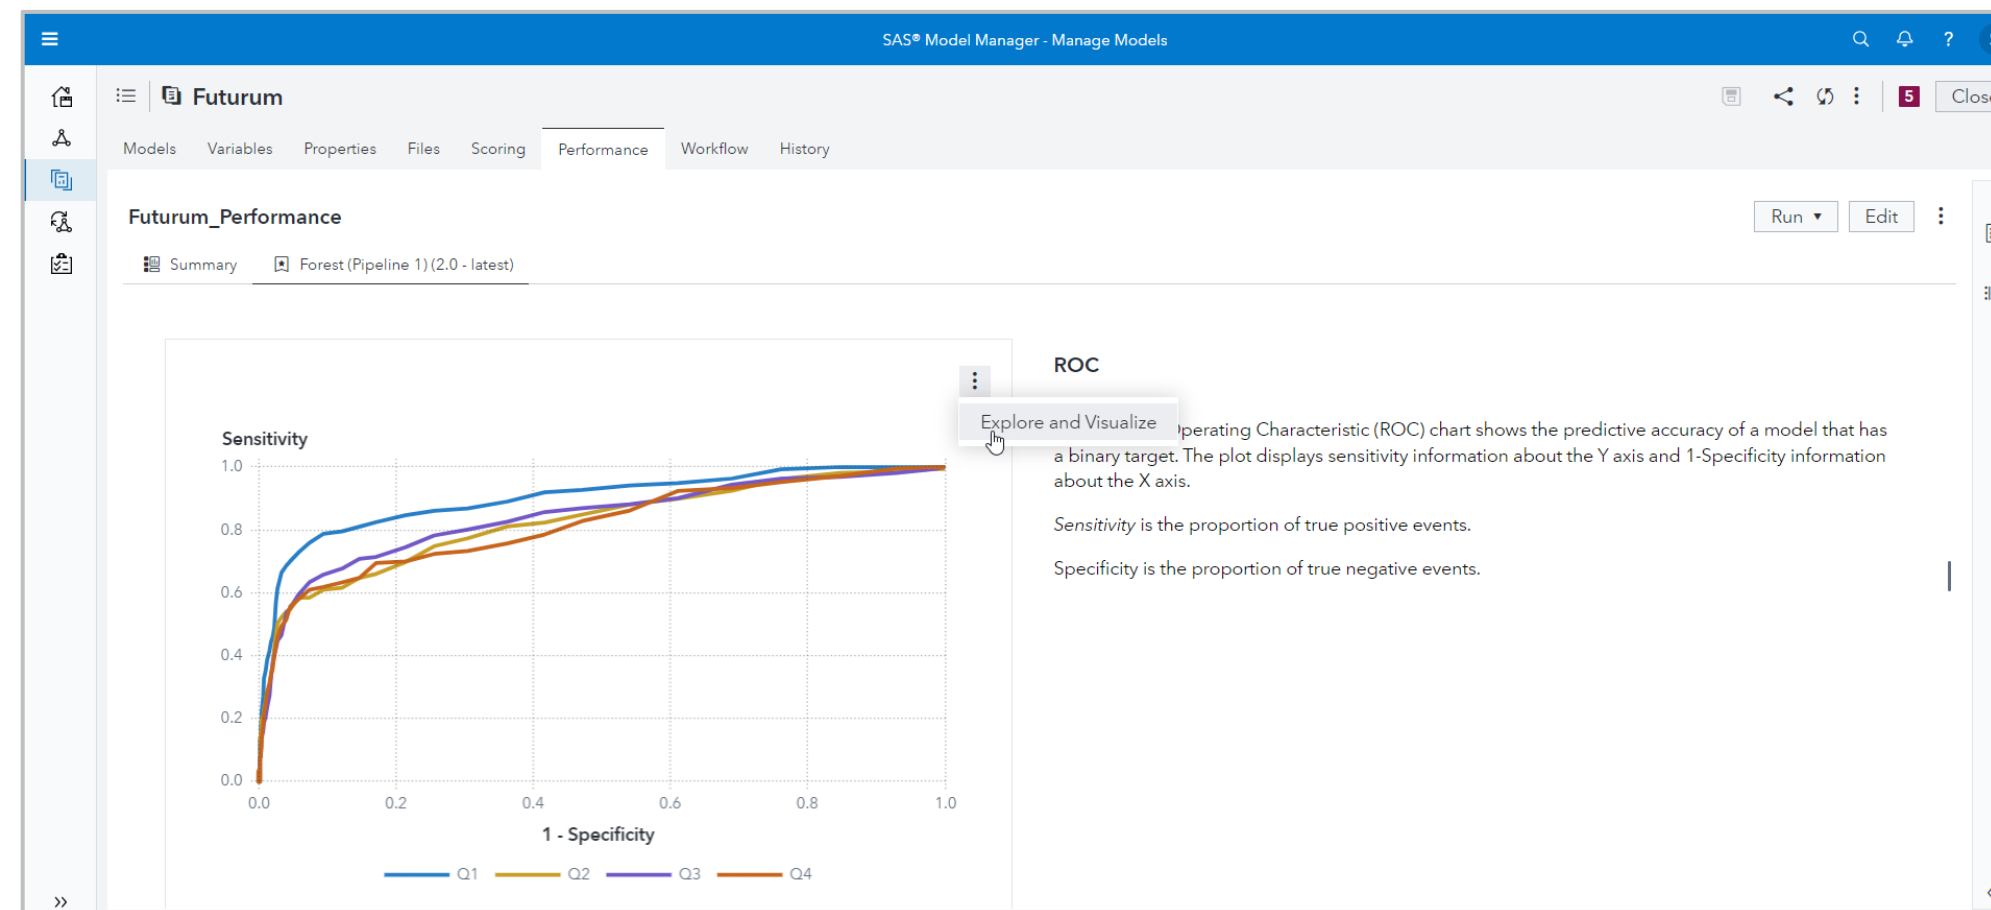 SAS® Model Manager - Manage Models
?
Futurum
5
Models Variables Properties Files Scoring Performance Workflow History
Futurum_Performance
Run Edit
Summary Forest (Pipeline 1) (2.0 - latest)
Sensitivity
1.0
0.8
0.6
0.4
0.2
0.0
0.0 0.2 0.4 0.6 0.8 1.0
1 - Specificity
Q1 Q2 Q3 Q4
Explore and Visualize
ROC
Characteristic (ROC) chart shows the predictive accuracy of a model that has
a binary target. The plot displays sensitivity information about the Y axis and 1-Specificity information
about the X axis.
Sensitivity is the proportion of true positive events.
Specificity is the proportion of true negative events.